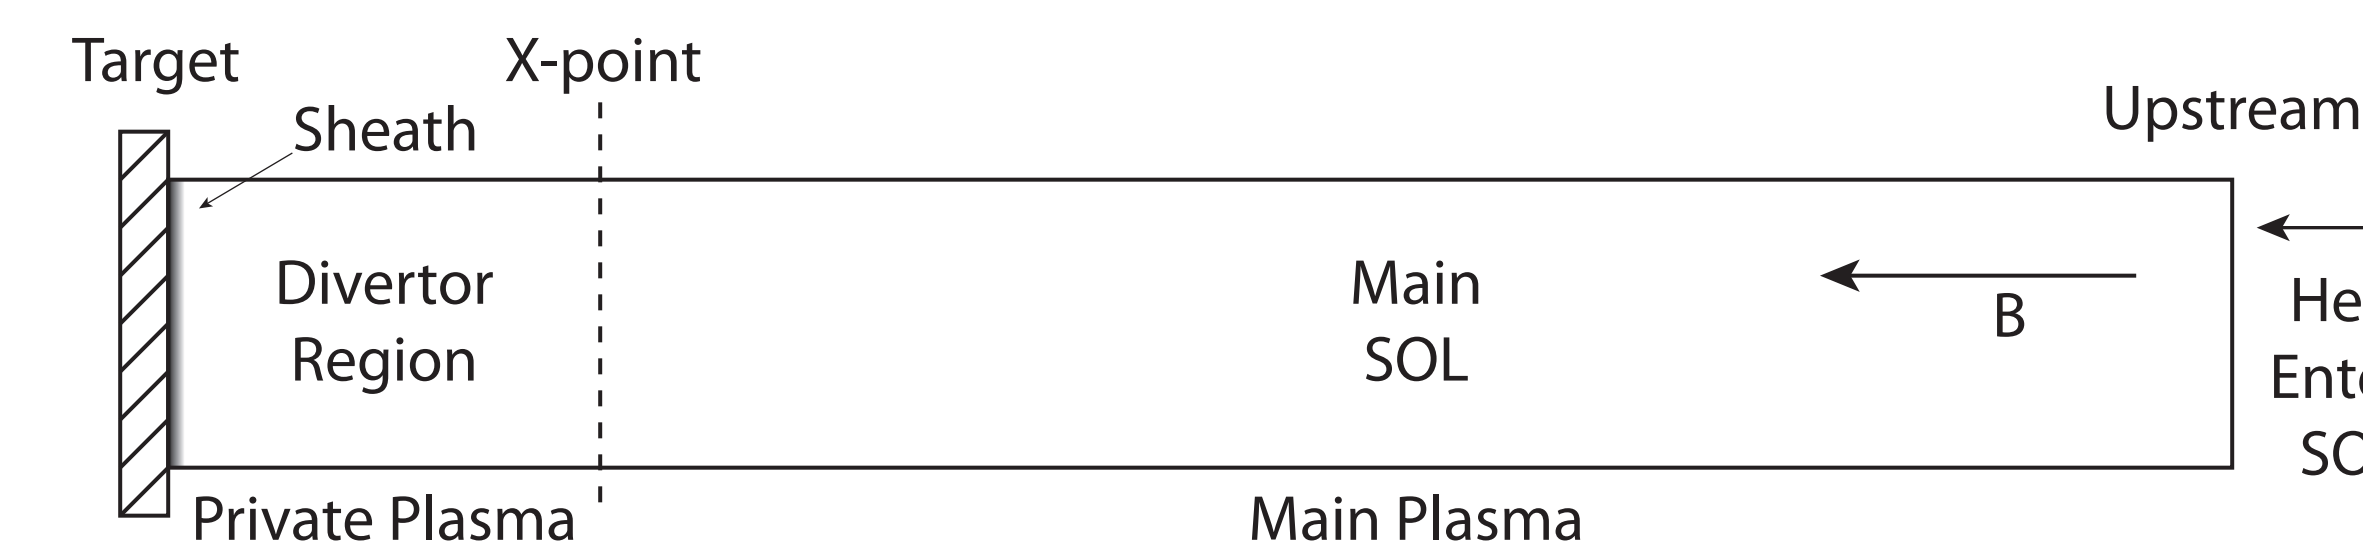 Target
X-point
Upstream
Sheath
Divertor
Region
Main
SOL
B
Private Plasma
Main Plasma